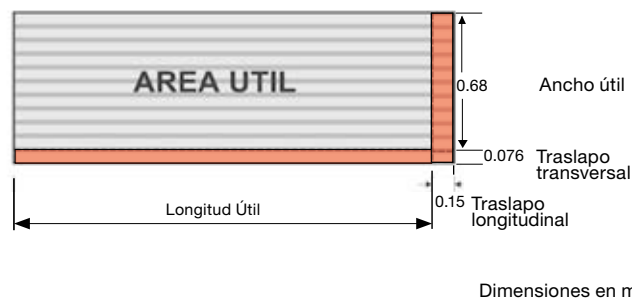 AREA UTIL
0.68
Ancho útil
0.076
Traslapo
transversal
Longitud Útil
0.15
Traslapo
longitudinal
Dimensiones en m